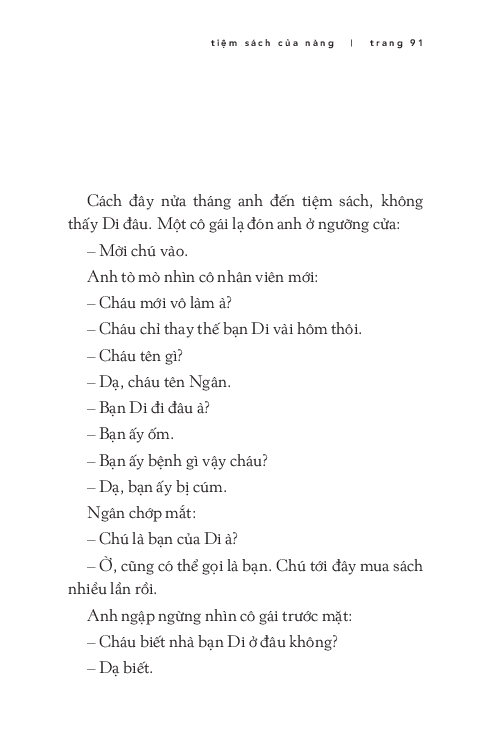 tiệm sách của nàng | trang 91
Cách đây nửa tháng anh đến tiệm sách, không
thấy Di đâu. Một cô gái lạ đón anh ở ngưỡng cửa:
– Mời chú vào.
Anh tò mò nhìn cô nhân viên mới:
– Cháu mới vô làm à?
– Cháu chỉ thay thế bạn Di vài hôm thôi.
– Cháu tên gì?
– Dạ, cháu tên Ngân.
– Bạn Di đi đâu à?
– Bạn ấy ốm.
– Bạn ấy bệnh gì vậy cháu?
– Dạ, bạn ấy bị cúm.
Ngân chớp mắt:
– Chú là bạn của Di à?
– Ờ, cũng có thể gọi là bạn. Chú tới đây mua sách
nhiều lần rồi.
Anh ngập ngừng nhìn cô gái trước mặt:
– Cháu biết nhà bạn Di ở đâu không?
– Dạ biết.